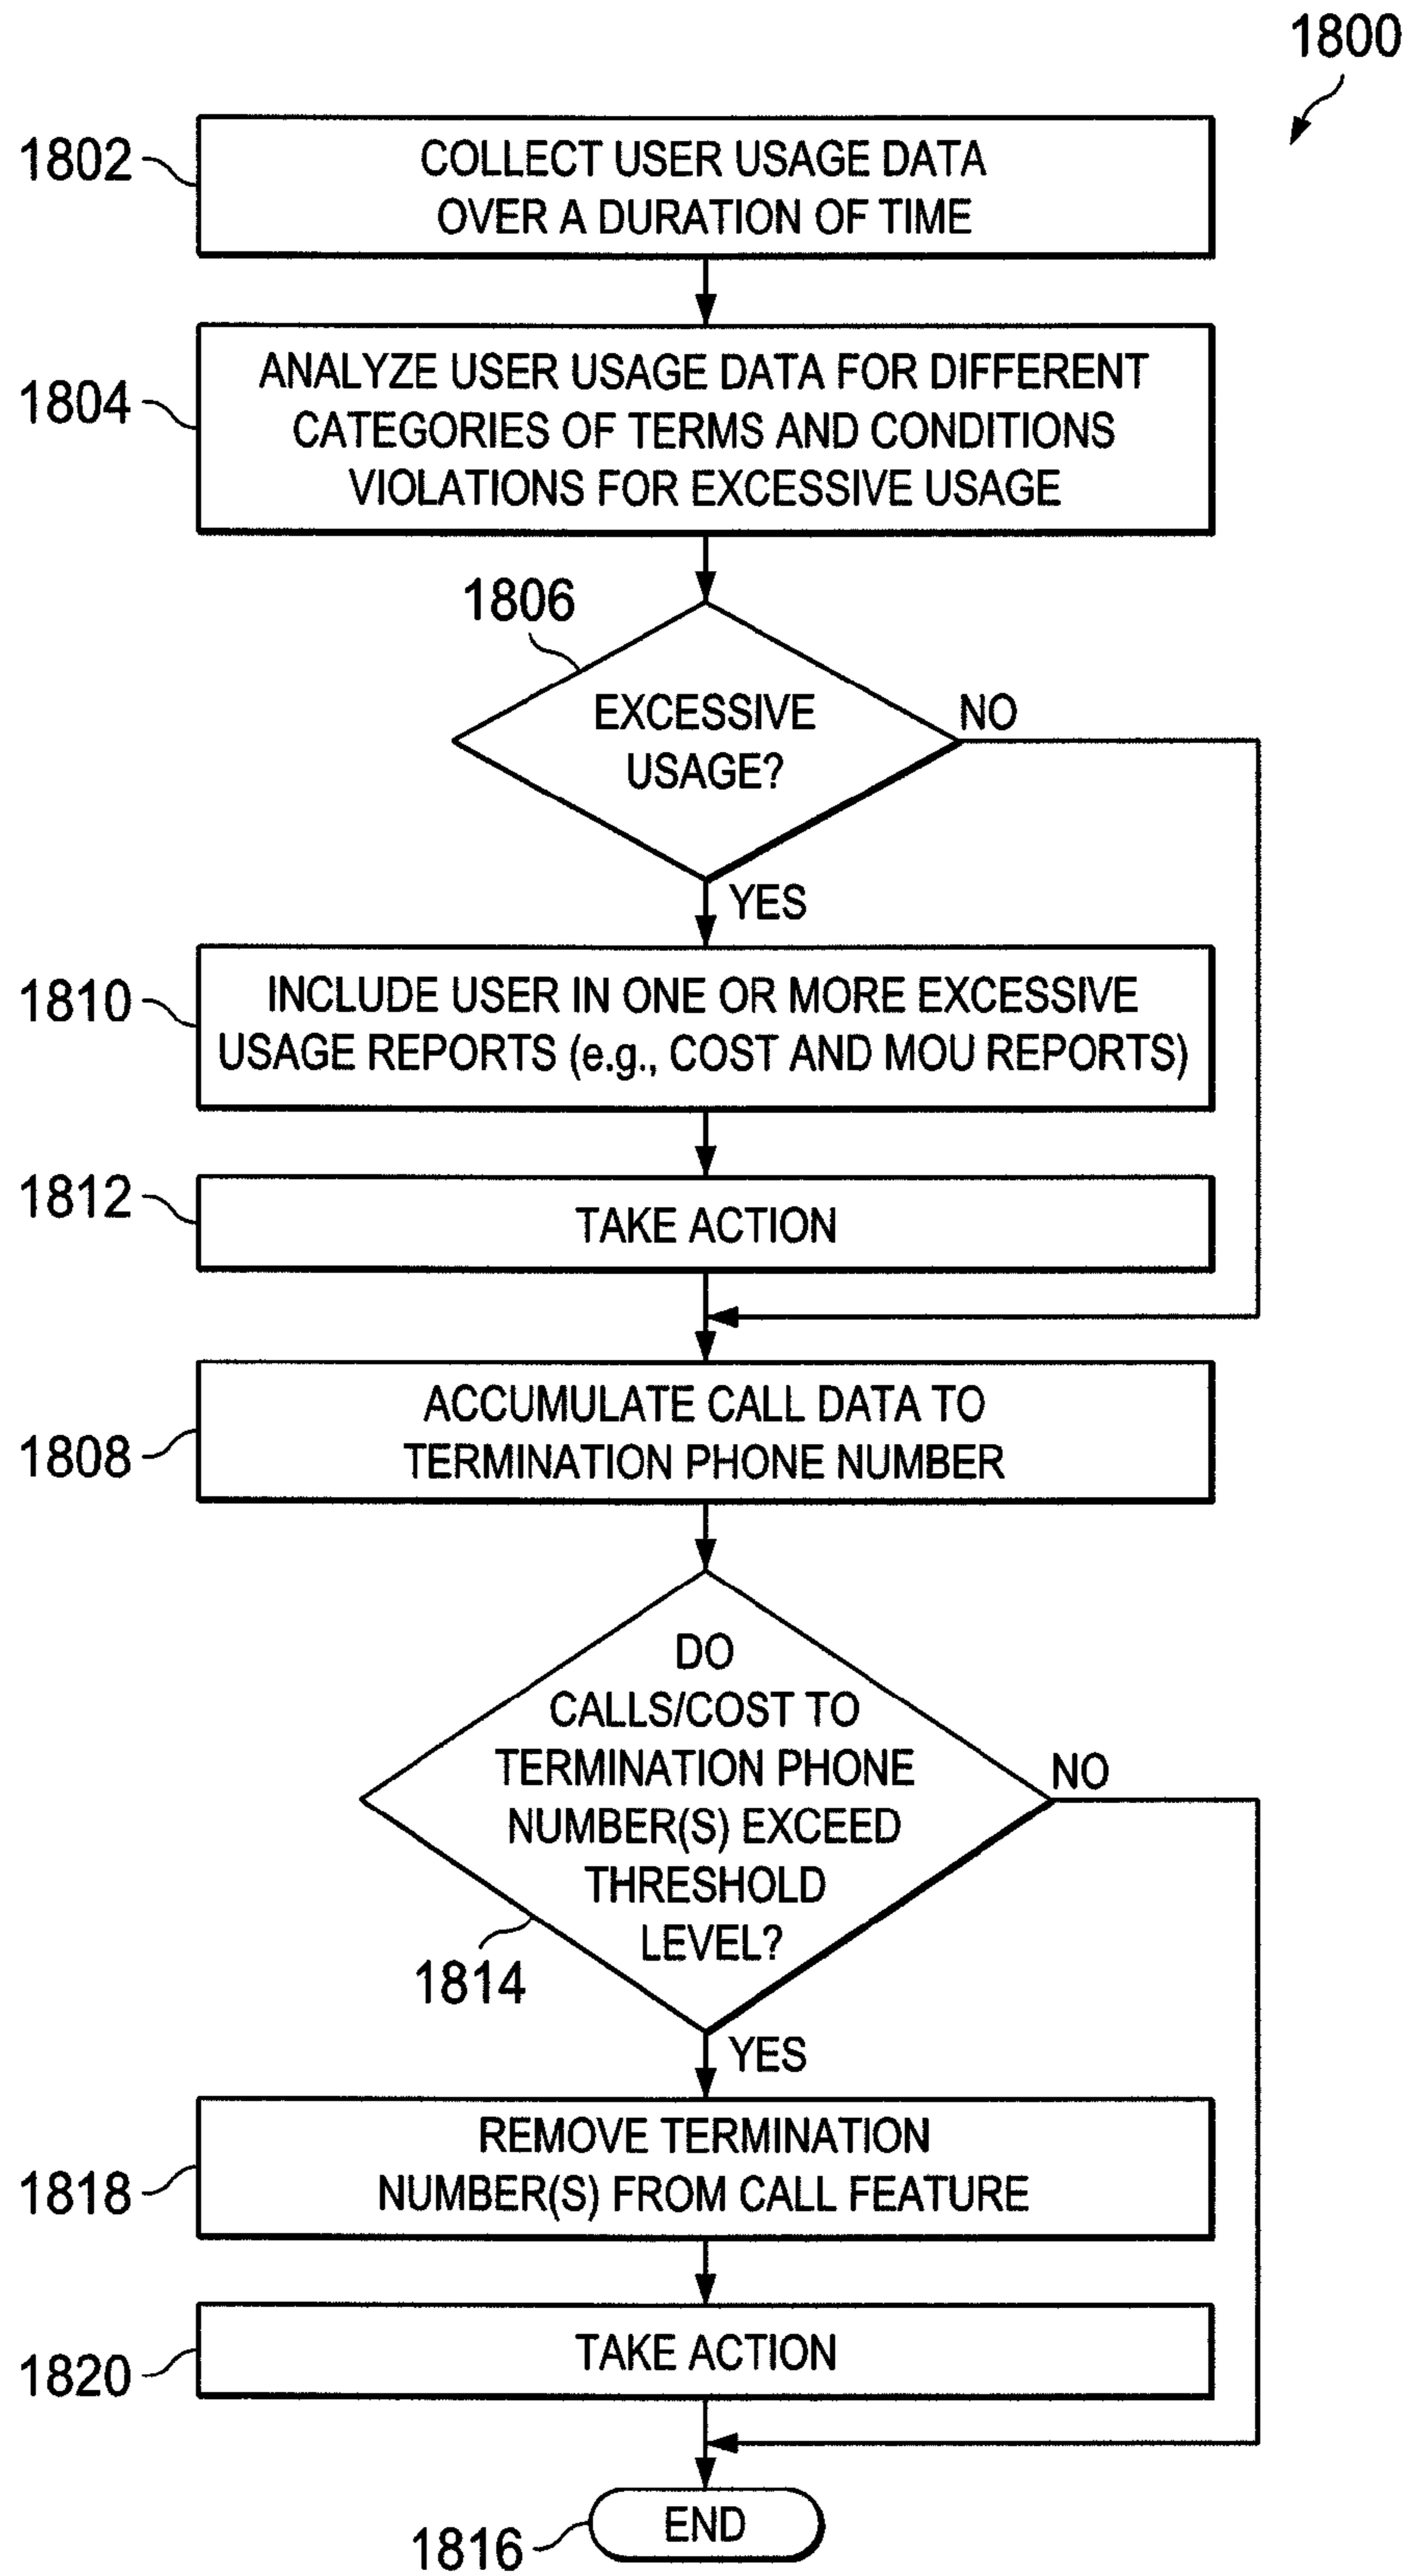 1800
1802
COLLECT USER USAGE DATA
OVER A DURATION OF TIME
1804
ANALYZE USER USAGE DATA FOR DIFFERENT
CATEGORIES OF TERMS AND CONDITIONS
VIOLATIONS FOR EXCESSIVE USAGE
1806
EXCESSIVE
USAGE?
NO
YES
1810
INCLUDE USER IN ONE OR MORE EXCESSIVE
USAGE REPORTS (e.g., COST AND MOU REPORTS)
1812
TAKE ACTION
1808
ACCUMULATE CALL DATA TO
TERMINATION PHONE NUMBER
DO
CALLS/COST TO
TERMINATION PHONE
NUMBER(S) EXCEED
THRESHOLD
LEVEL?
NO
1814
YES
1818
REMOVE TERMINATION
NUMBER(S) FROM CALL FEATURE
1820
TAKE ACTION
1816
END